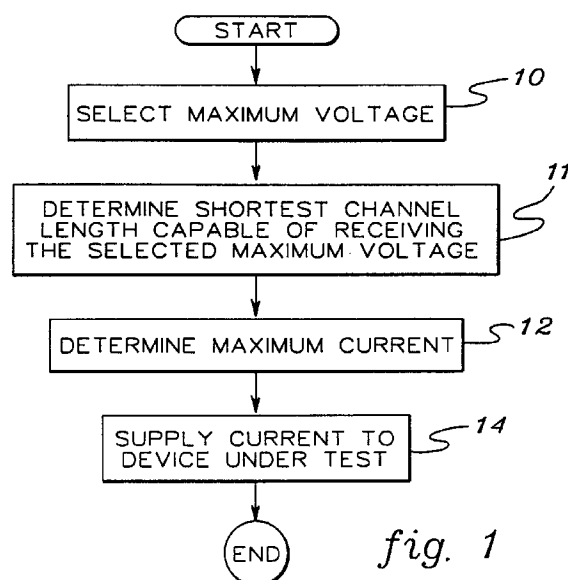 START
10
SELECT MAXIMUM VOLTAGE
11
DETERMINE SHORTEST CHANNEL
LENGTH CAPABLE OF RECEIVING
THE SELECTED MAXIMUM VOLTAGE
12
DETERMINE MAXIMUM CURRENT
14
SUPPLY CURRENT TO
DEVICE UNDER TEST
END
fig. 1